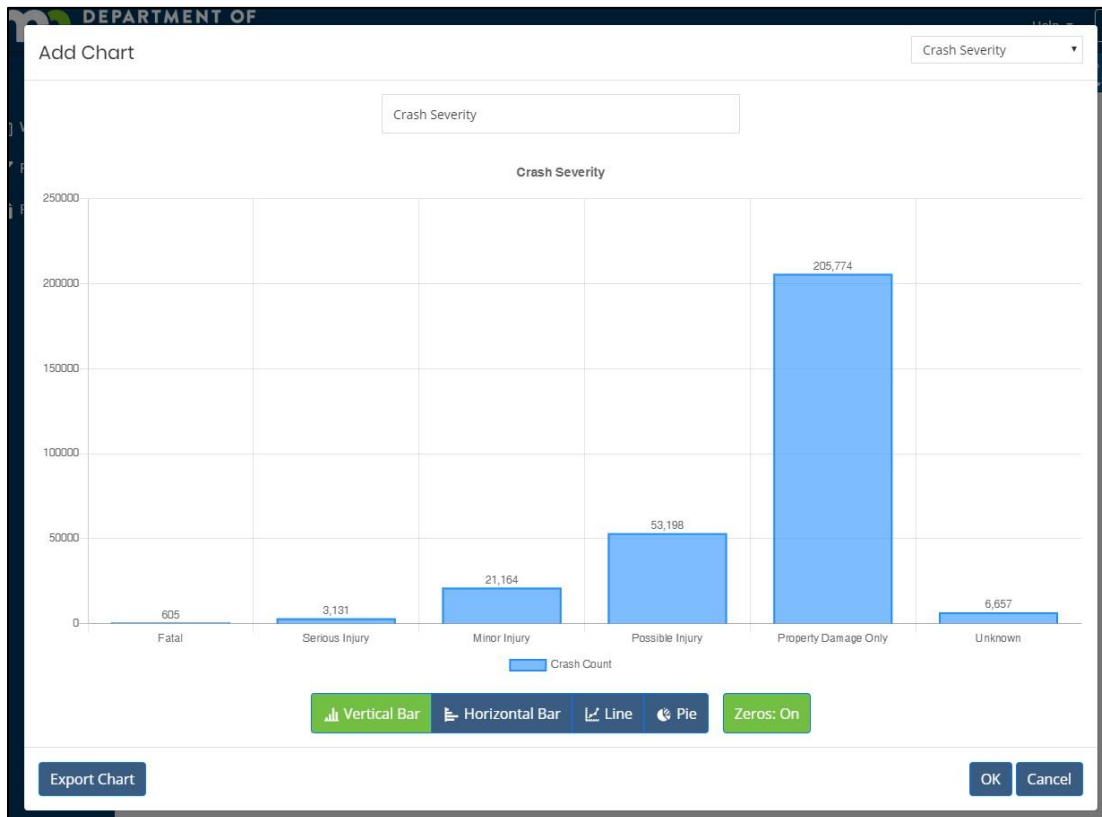 DEPARTMENT OF
Help
Add Chart
Crash Severity
Crash Severity
Crash Severity
250000
200000
150000
100000
50000
0
605
3,131
21,164
53,198
205,774
6,657
Fatal
Serious Injury
Minor Injury
Possible Injury
Property Damage Only
Unknown
Crash Count
Vertical Bar
Horizontal Bar
Line
Pie
Zeros: On
Export Chart
OK
Cancel